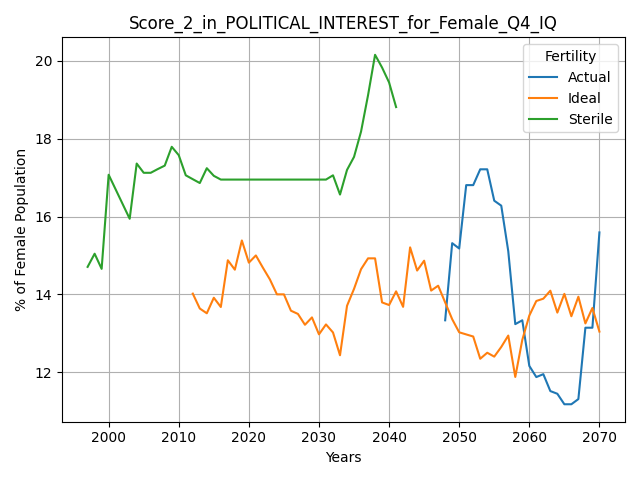 Score_2_in_POLITICAL_INTEREST_for_Female_Q4_IQ
Fertility
Actual
Ideal
Sterile
% of Female Population
20
18
16
14
12
2000 2010 2020 2030 2040 2050 2060 2070
Years